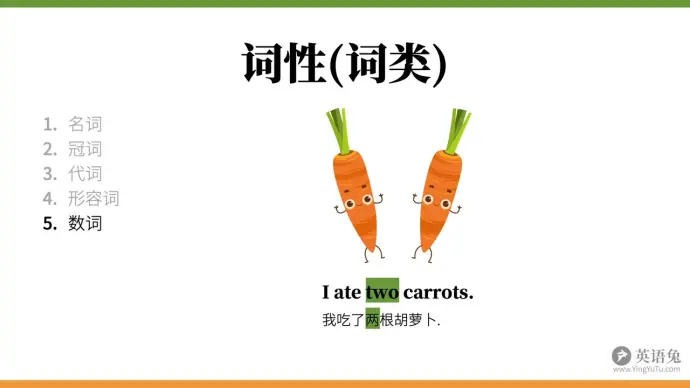 词性(词类)
1. 名词
2. 冠词
3. 代词
4. 形容词
5. 数词
I ate two carrots.
我吃了两根胡萝卜.
英语兔
www.YingYuTu.com